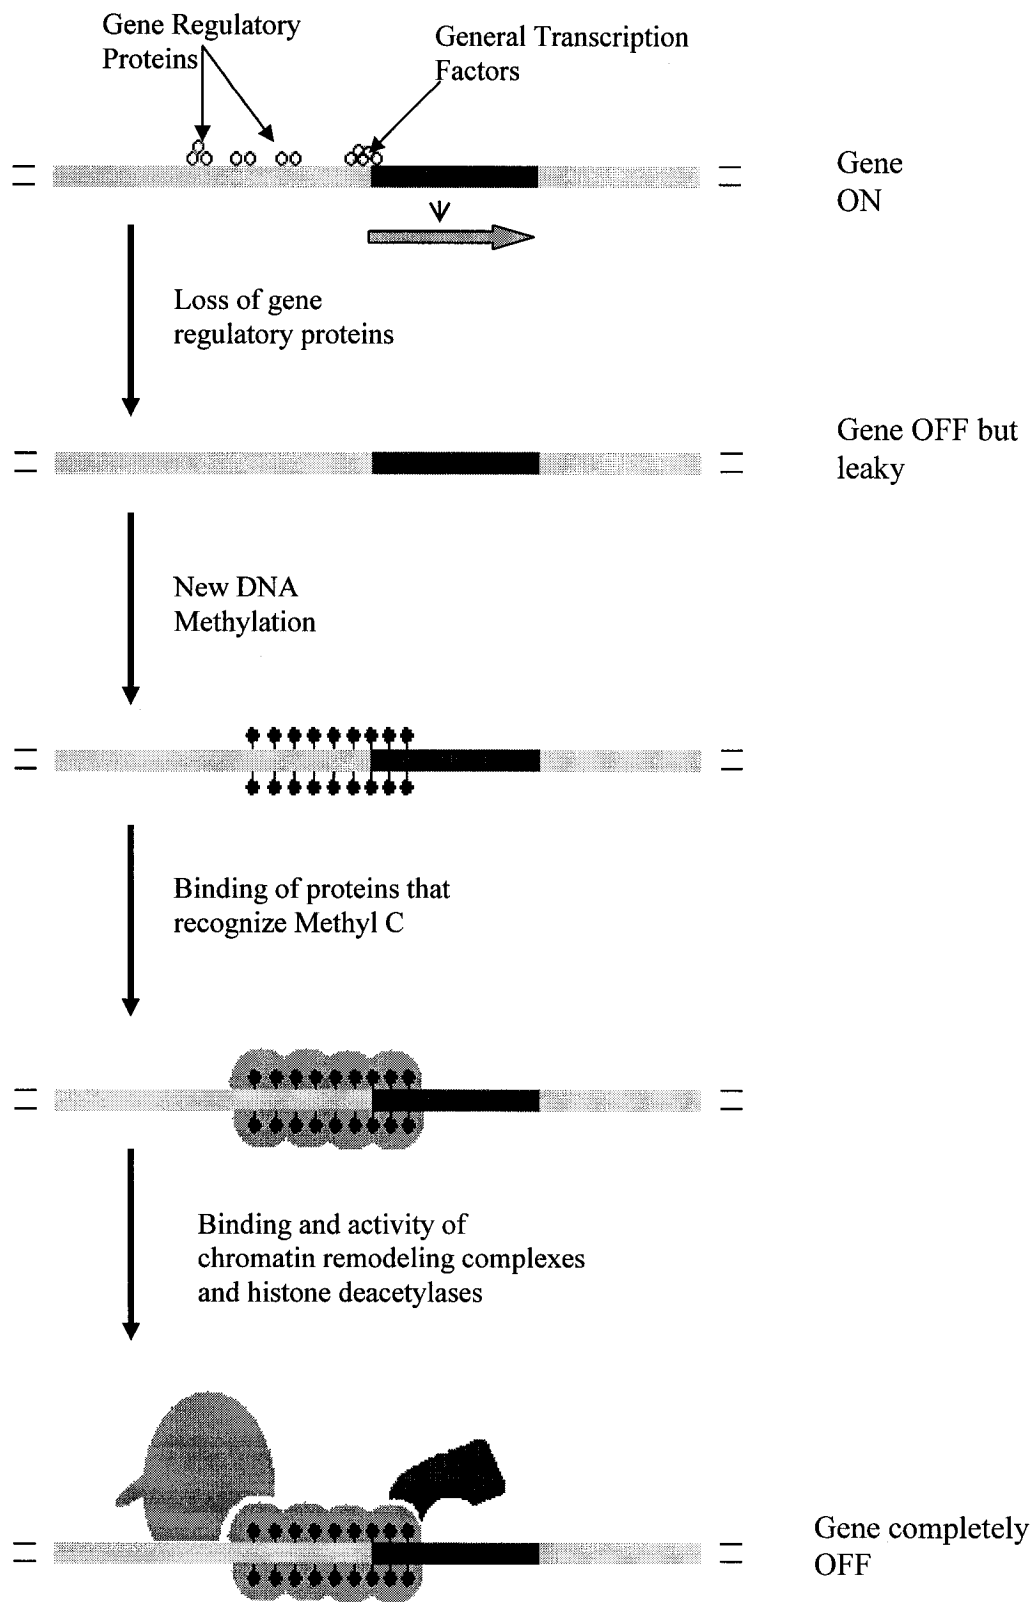 Gene Regulatory
Proteins
General Transcription
Factors
Gene
ON
Loss of gene
regulatory proteins
Gene OFF but
leaky
New DNA
Methylation
Binding of proteins that
recognize Methyl C
Binding and activity of
chromatin remodeling complexes
and histone deacetylases
Gene completely
OFF